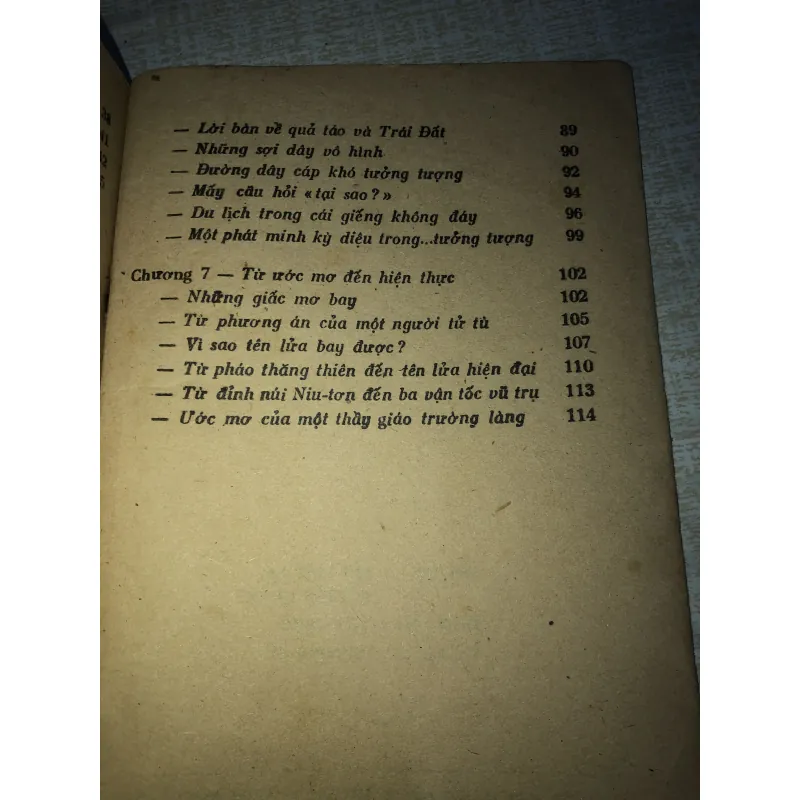 — Lời bàn về quả táo và Trái Đất 89
— Những sợi dây vô hình 90
— Đường dây cáp khó tưởng tượng 92
— Mấy câu hỏi «tại sao?» 94
— Du lịch trong cái giếng không đáy 96
— Một phát minh kỳ diệu trong...tưởng tượng 99
Chương 7 — Từ ước mơ đến hiện thực 102
— Những giấc mơ bay 102
— Từ phương án của một người tử tù 105
— Vì sao tên lửa bay được? 107
— Từ pháo thăng thiên đến tên lửa hiện đại 110
— Từ đỉnh núi Niu-tơn đến ba vận tốc vũ trụ 113
— Ước mơ của một thầy giáo trường làng 114